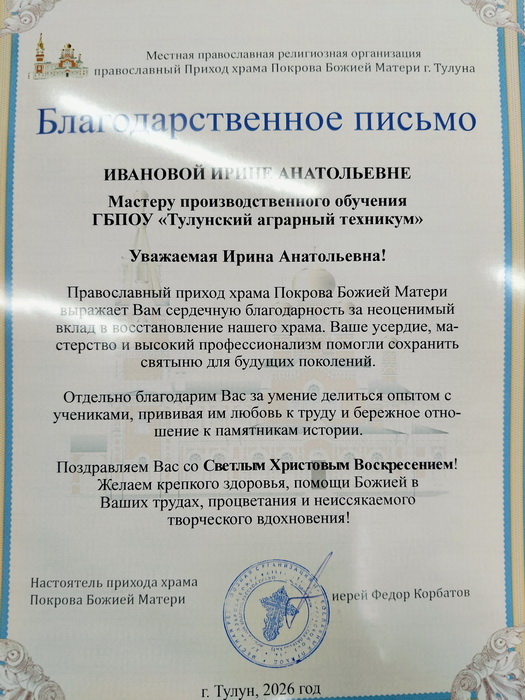 Местная православная религиозная организация
православный Приход храма Покрова Божией Матери г. Тулуна
Благодарственное письмо
ИВАНОВОЙ ИРИНЕ АНАТОЛЬЕВНЕ
Мастеру производственного обучения
ГБПОУ «Тулунский аграрный техникум»
Уважаемая Ирина Анатольевна!
Православный приход храма Покрова Божией Матери
выражает Вам сердечную благодарность за неоценимый
вклад в восстановление нашего храма. Ваше усердие, ма-
стерство и высокий профессионализм помогли сохранить
святыню для будущих поколений.
Отдельно благодарим Вас за умение делиться опытом с
учениками, прививая им любовь к труду и бережное отно-
шение к памятникам истории.
Поздравляем Вас со Светлым Христовым Воскресением!
Желаем крепкого здоровья, помощи Божией в
Ваших трудах, процветания и неиссякаемого
творческого вдохновения!
Настоятель прихода храма
Покрова Божией Матери
иерей Федор Корбатов
г. Тулун, 2026 год